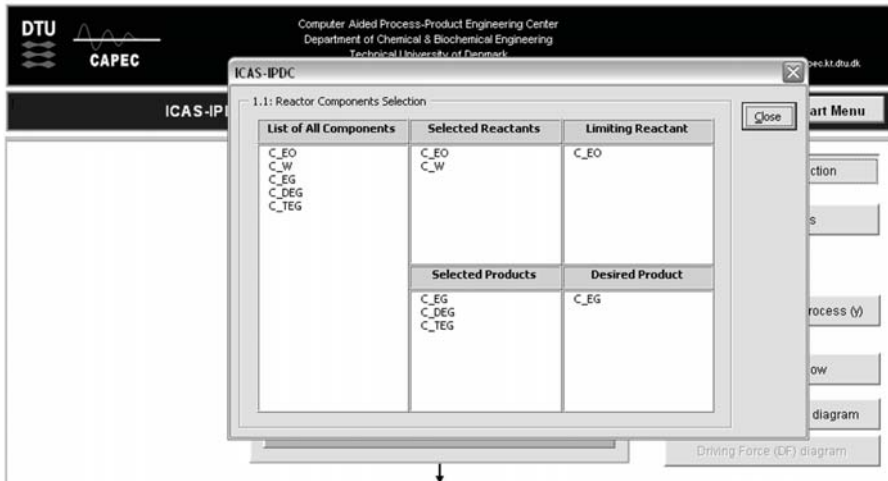 DTU
CAPEC
Computer Aided Process-Product Engineering Center
Department of Chemical & Biochemical Engineering
Technical University of Denmark
pec.kt.dtu.dk
ICAS-IPDC
ICAS-IP
art Menu
1.1: Reactor Components Selection
Close
List of All Components
C_EO
C_W
C_EG
C_DEG
C_TEG
Selected Reactants
C_EO
C_W
Limiting Reactant
C_EO
Selected Products
C_EG
C_DEG
C_TEG
Desired Product
C_EG
ction
s
rocess (y)
ow
diagram
Driving Force (DF) diagram